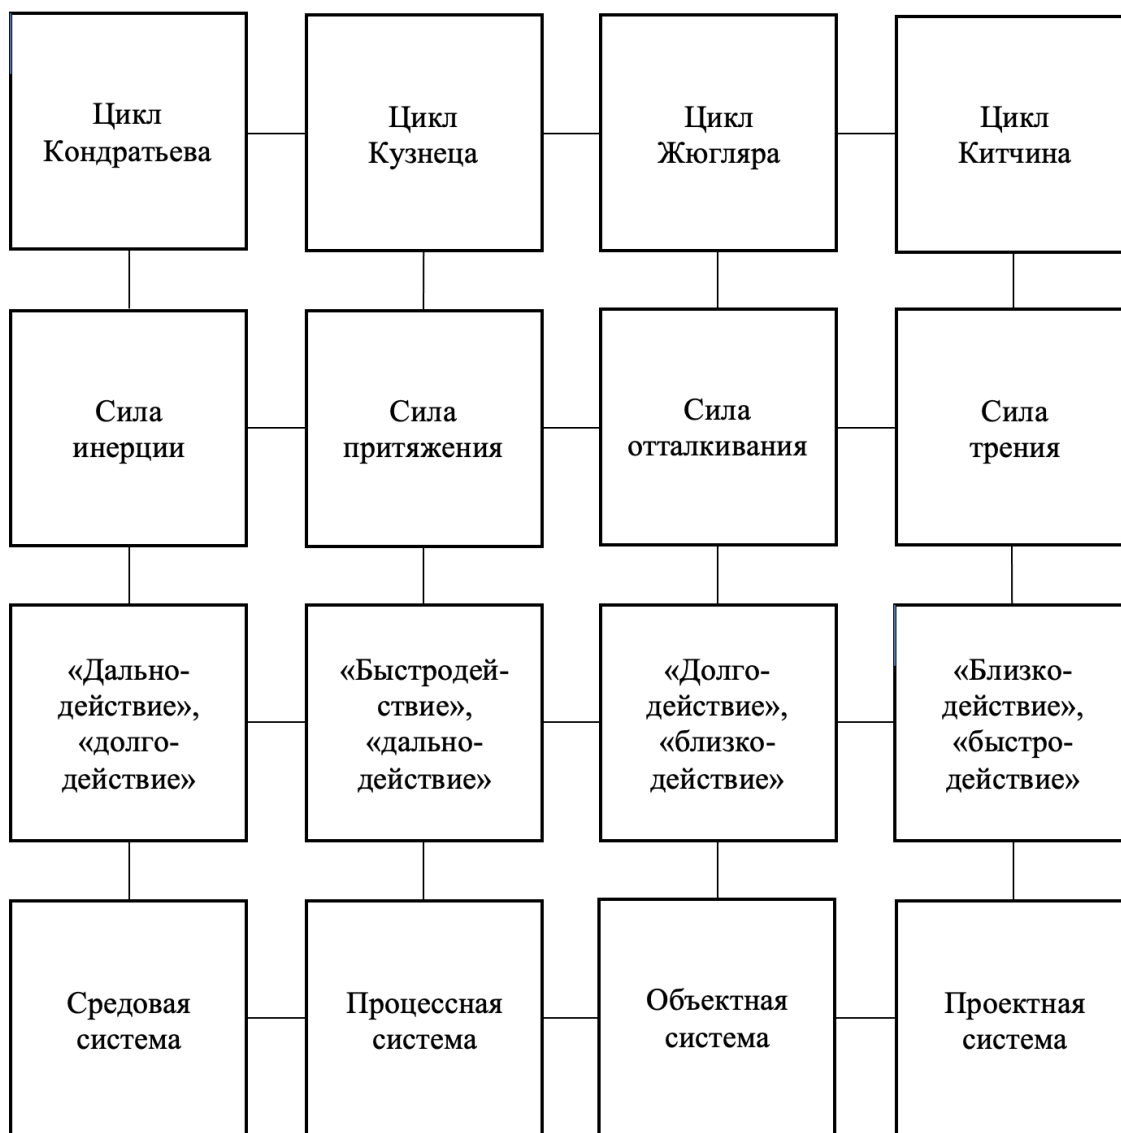 Цикл
Кондратьева
Цикл
Кузнеца
Цикл
Жюгляра
Цикл
Китчина
Сила
инерции
Сила
притяжения
Сила
отталкивания
Сила
трения
«Дально-
действие»,
«долго-
действие»
«Быстродей-
ствие»,
«дально-
действие»
«Долго-
действие»,
«близко-
действие»
«Близко-
действие»,
«быстро-
действие»
Средовая
система
Процессная
система
Объектная
система
Проектная
система